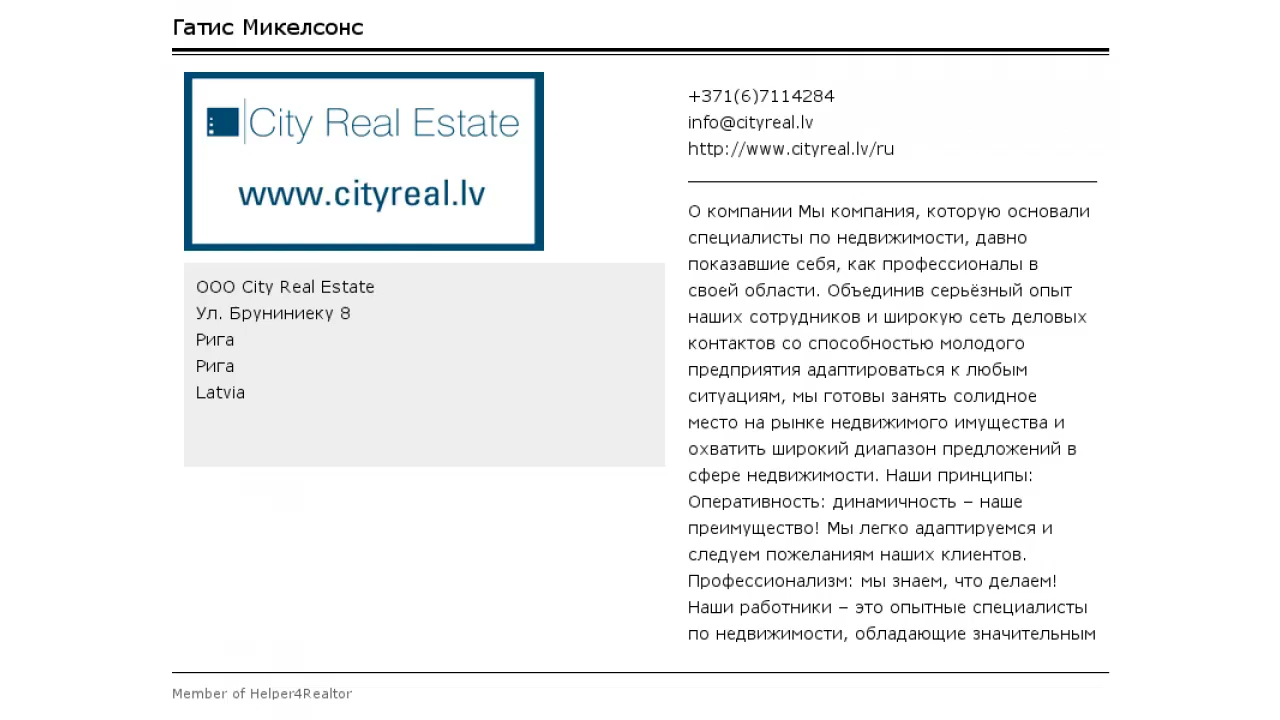 Гатис Микелсонс
City Real Estate
www.cityreal.lv
ООО City Real Estate
Ул. Бруниниеку 8
Рига
Рига
Latvia
+371(6)7114284
info@cityreal.lv
http://www.cityreal.lv/ru
О компании Мы компания, которую основали
специалисты по недвижимости, давно
показавшие себя, как профессионалы в
своей области. Объединив серьёзный опыт
наших сотрудников и широкую сеть деловых
контактов со способностью молодого
предприятия адаптироваться к любым
ситуациям, мы готовы занять солидное
место на рынке недвижимого имущества и
охватить широкий диапазон предложений в
сфере недвижимости. Наши принципы:
Оперативность: динамичность – наше
преимущество! Мы легко адаптируемся и
следуем пожеланиям наших клиентов.
Профессионализм: мы знаем, что делаем!
Наши работники – это опытные специалисты
по недвижимости, обладающие значительным
Member of Helper4Realtor